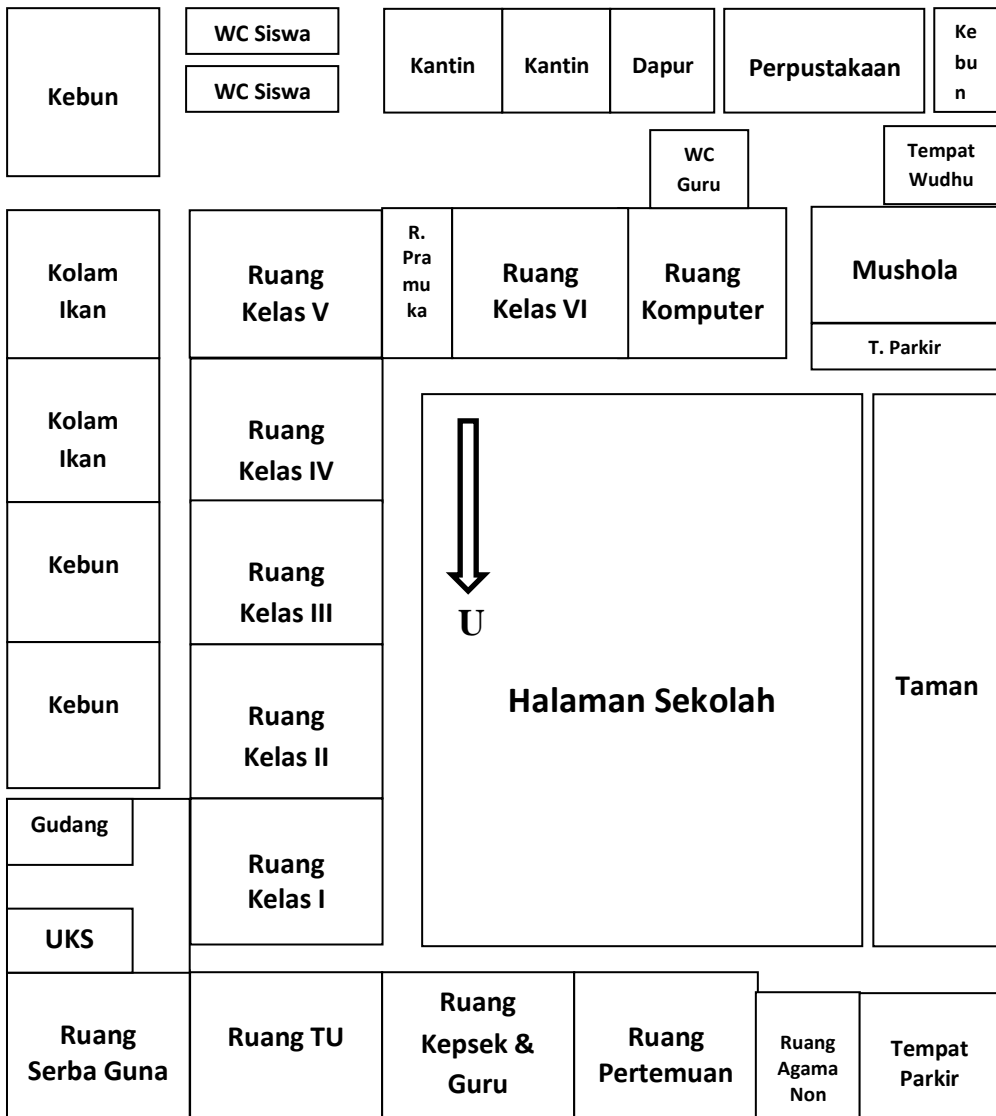 Kebun
WC Siswa
WC Siswa
Kantin
Kantin
Dapur
Perpustakaan
Ke
bu
n
WC
Guru
Tempat
Wudhu
Kolam
Ikan
Ruang
Kelas V
R.
Pra
mu
ka
Ruang
Kelas VI
Ruang
Komputer
Mushola
T. Parkir
Kolam
Ikan
Ruang
Kelas IV
Kebun
Ruang
Kelas III
U
Halaman Sekolah
Taman
Kebun
Ruang
Kelas II
Gudang
Ruang
Kelas I
UKS
Ruang
Serba Guna
Ruang TU
Ruang
Kepsek &
Guru
Ruang
Pertemuan
Ruang
Agama
Non
Tempat
Parkir